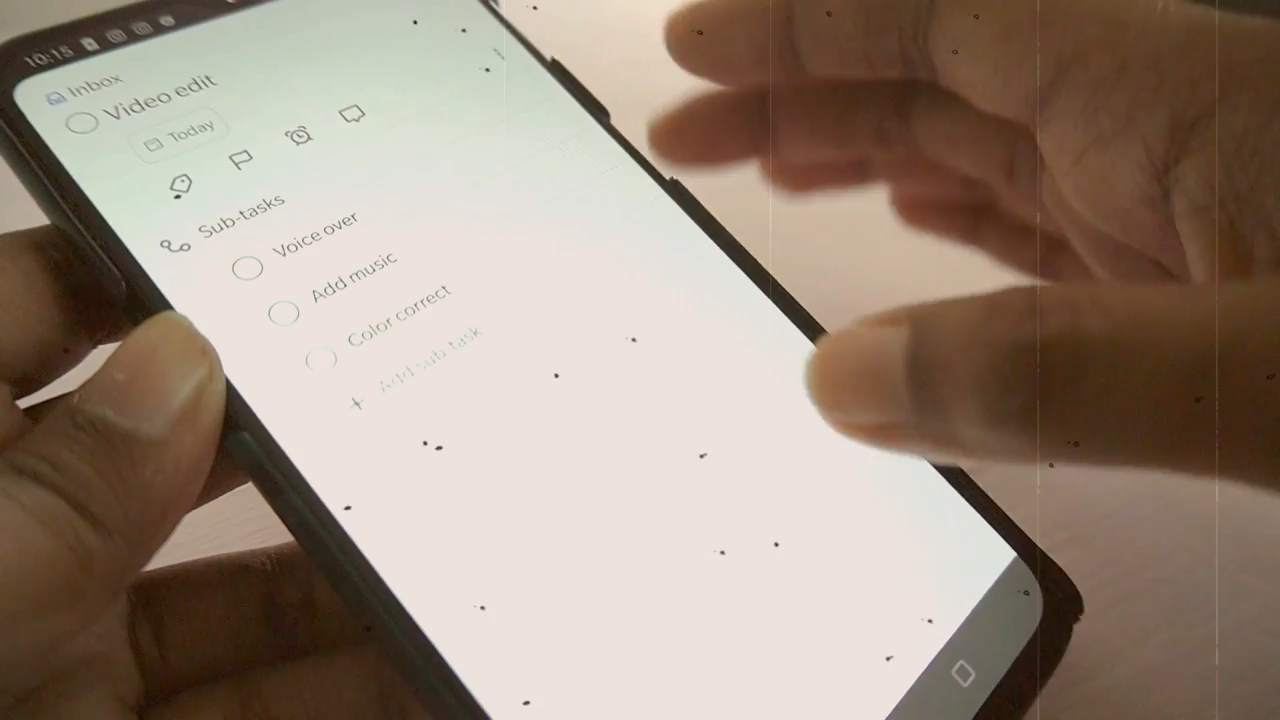 10:15
Inbox
Video edit
Today
Sub-tasks
Voice over
Add music
Color correct
Add sub-task